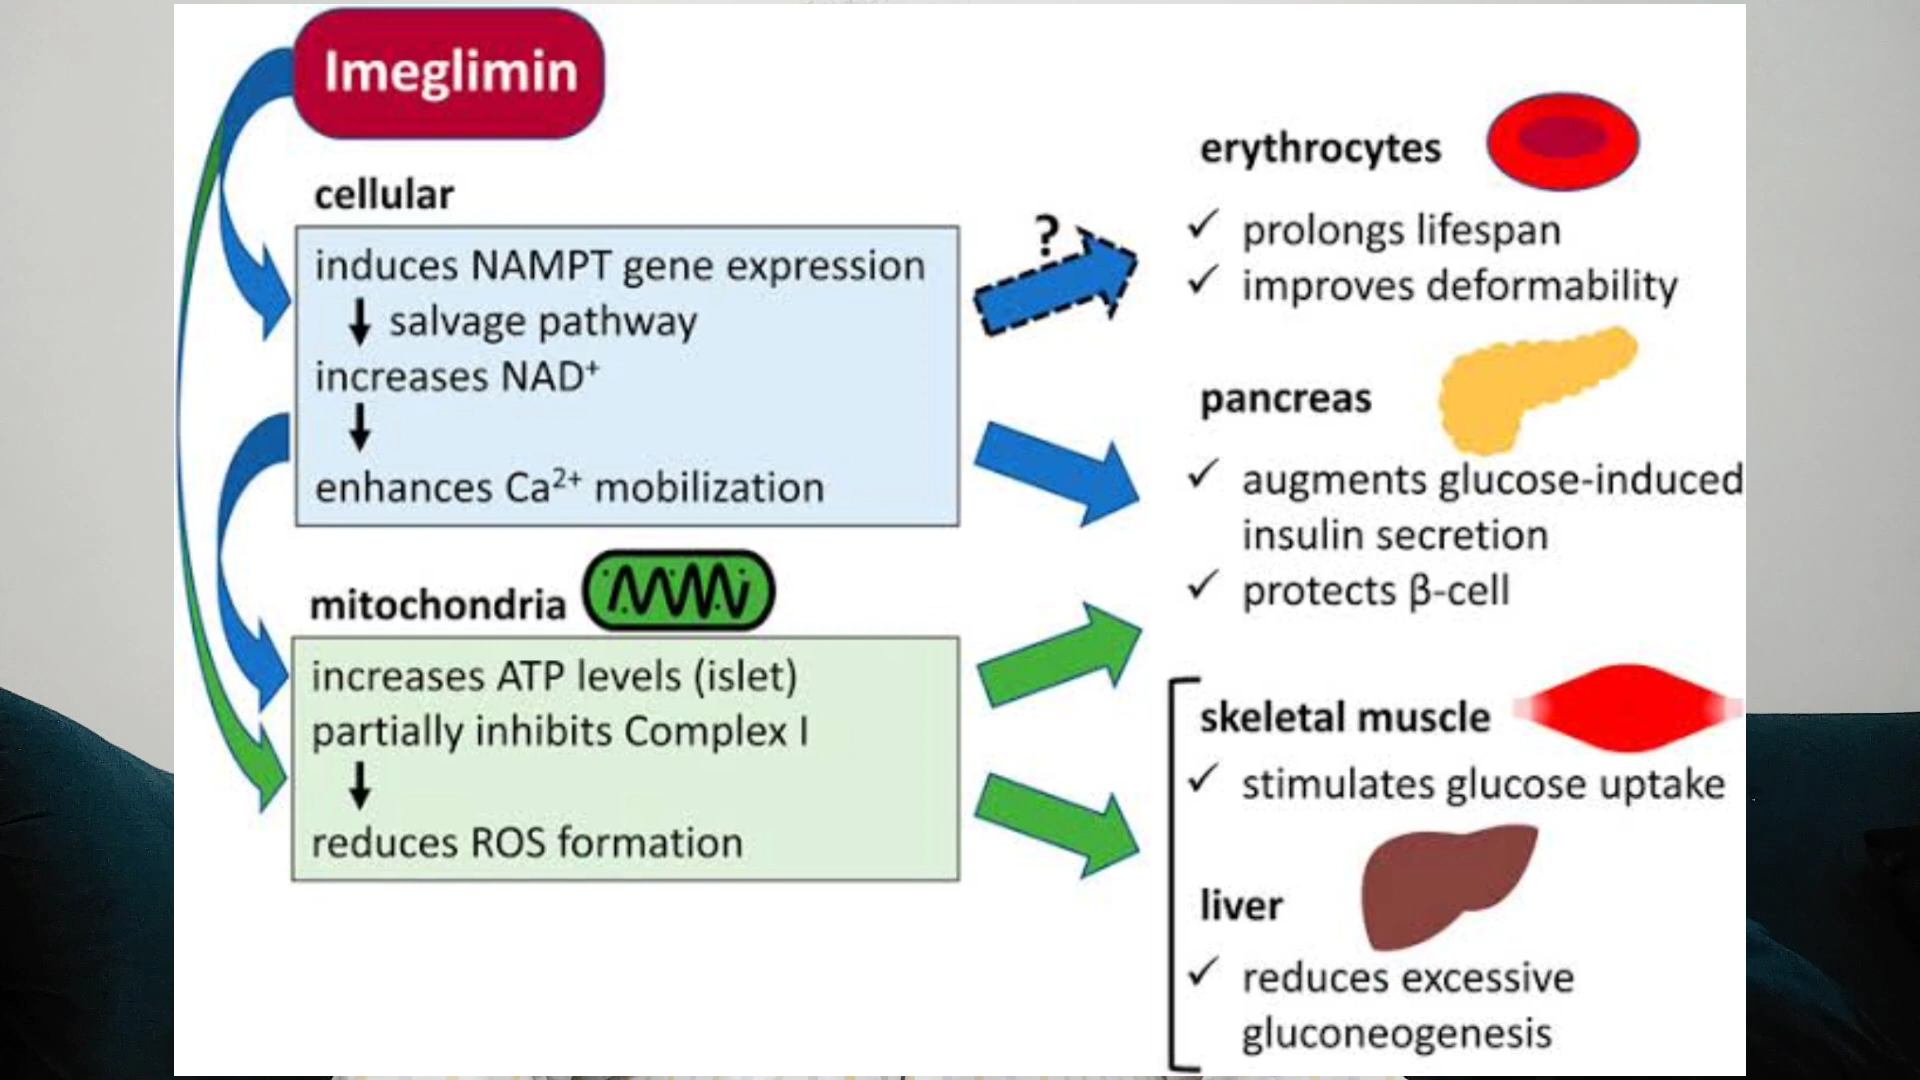 Imeglimin
cellular
induces NAMPT gene expression
salvage pathway
increases NAD⁺
enhances Ca²⁺ mobilization
mitochondria
increases ATP levels (islet)
partially inhibits Complex I
reduces ROS formation
?
erythrocytes
✓ prolongs lifespan
✓ improves deformability
pancreas
✓ augments glucose-induced
insulin secretion
✓ protects β-cell
skeletal muscle
✓ stimulates glucose uptake
liver
✓ reduces excessive
gluconeogenesis